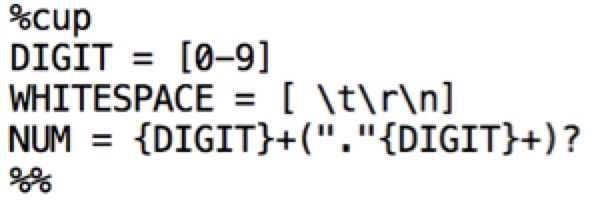 %cup
DIGIT = [0-9]
WHITESPACE = [ \t\r\n]
NUM = {DIGIT}+("."{DIGIT}+)?
%%